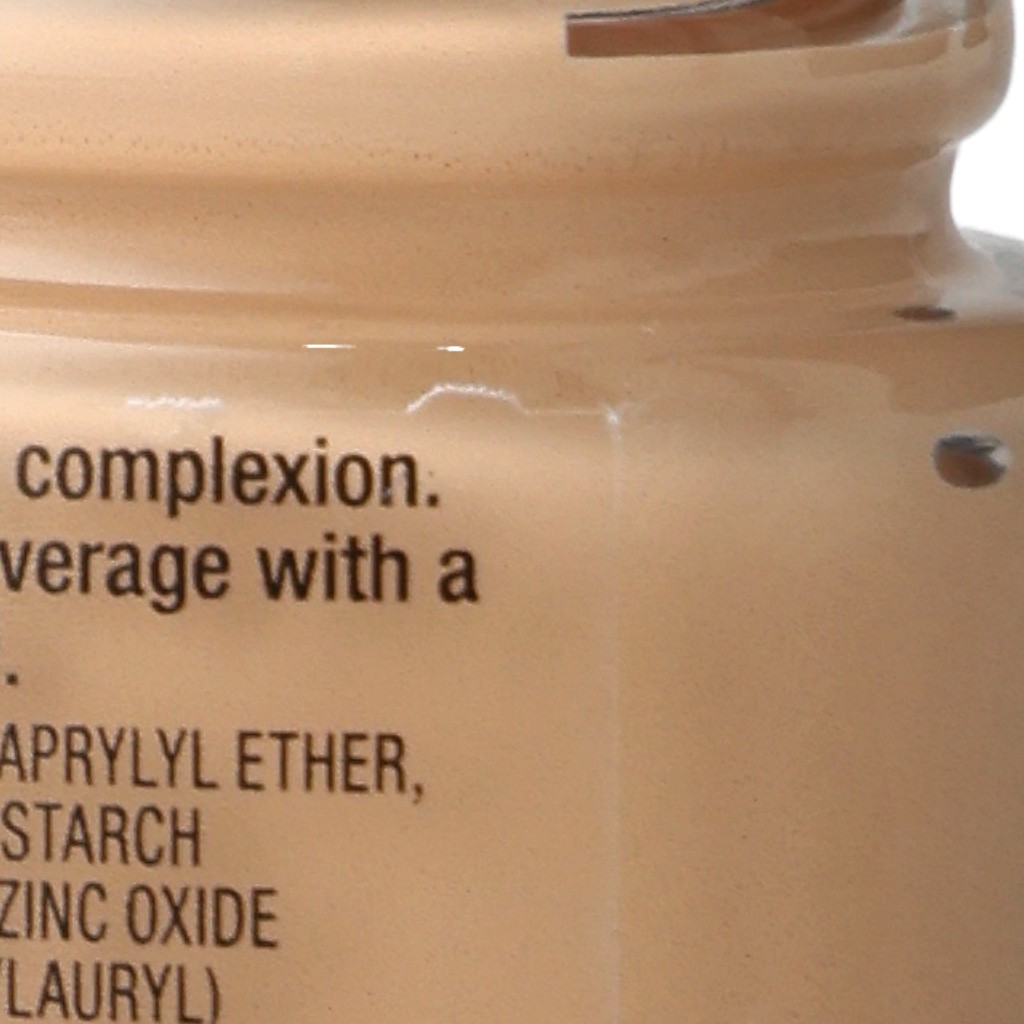 complexion.
verage with a
.
APRYLYL ETHER,
STARCH
ZINC OXIDE
LAURYL)